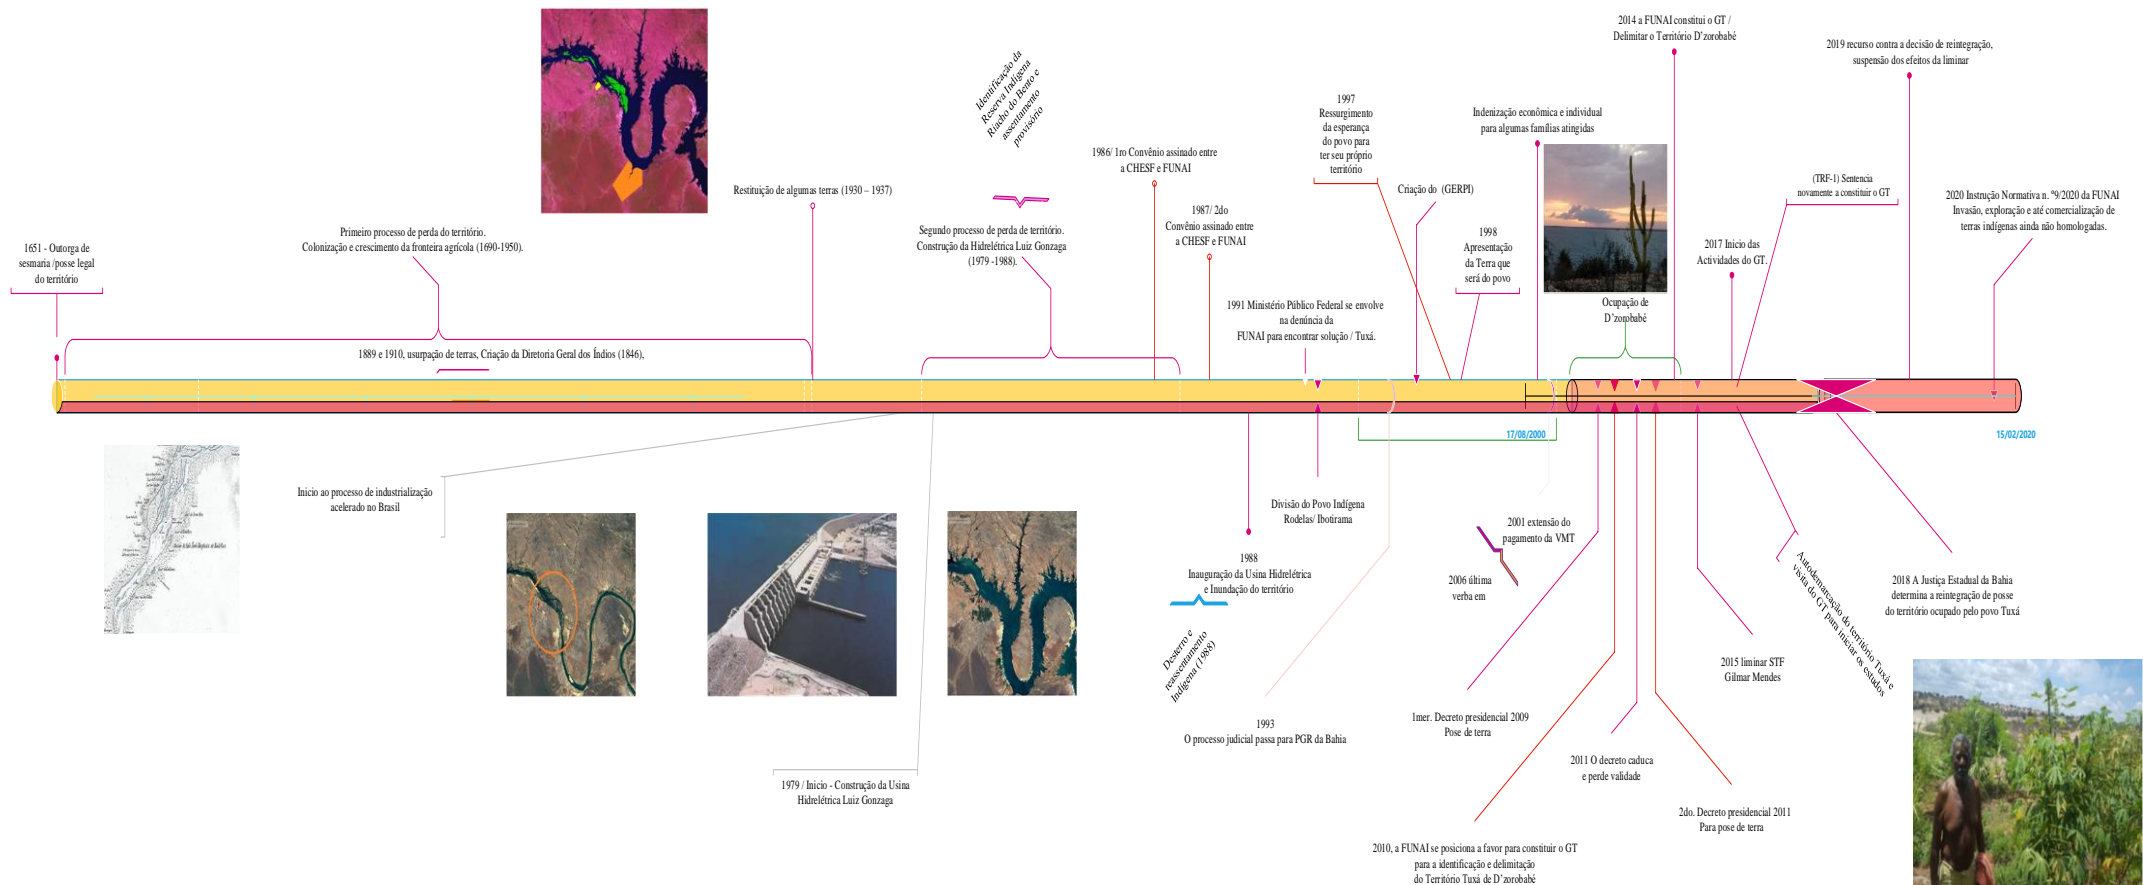 1651 - Outorga de
sesmaria /posse legal
do território
Primeiro processo de perda do território.
Colonização e crescimento da fronteira agrícola (1690-1950).
1889 e 1910, usurpação de terras, Criação da Diretoria Geral dos Índios (1846),
Restituição de algumas terras (1930 – 1937)
Identificação da
Reserva Indígena
Riacho do Bento e
assentamento
provisório
Segundo processo de perda de território.
Construção da Hidrelétrica Luiz Gonzaga
(1979 -1988).
1986/ 1ro Convênio assinado entre
a CHESF e FUNAI
1987/ 2do
Convênio assinado entre
a CHESF e FUNAI
1991 Ministério Público Federal se envolve
na denúncia da
FUNAI para encontrar solução / Tuxá.
1997
Ressurgimento
da esperança
do povo para
ter seu próprio
território
Criação do (GERPI)
1998
Apresentação
da Terra que
será do povo
Indenização econômica e individual
para algumas famílias atingidas
Ocupação de
D'zorobabé
2014 a FUNAI constitui o GT /
Delimitar o Território D'zorobabé
2017 Inicio das
Actividades do GT.
(TRF-1) Sentencia
novamente a constituir o GT
2019 recurso contra a decisão de reintegração,
suspensão dos efeitos da liminar
2020 Instrução Normativa n. º9/2020 da FUNAI
Invasão, exploração e até comercialização de
terras indígenas ainda não homologadas.
17/08/2000
15/02/2020
Inicio ao processo de industrialização
acelerado no Brasil
1979 / Inicio - Construção da Usina
Hidrelétrica Luiz Gonzaga
1988
Inauguração da Usina Hidrelétrica
e Inundação do território
Desterro e
reassentamento
Indígena (1988)
Divisão do Povo Indígena
Rodelas/ Ibotirama
1993
O processo judicial passa para PGR da Bahia
2001 extensão do
pagamento da VMT
2006 última
verba em
1mer. Decreto presidencial 2009
Pose de terra
2010, a FUNAI se posiciona a favor para constituir o GT
para a identificação e delimitação
do Território Tuxá de D'zorobabé
2011 O decreto caduca
e perde validade
2do. Decreto presidencial 2011
Para pose de terra
2015 liminar STF
Gilmar Mendes
Autodemarcação do território Tuxá e
visita do GT para iniciar os estudos
2018 A Justiça Estadual da Bahia
determina a reintegração de posse
do território ocupado pelo povo Tuxá